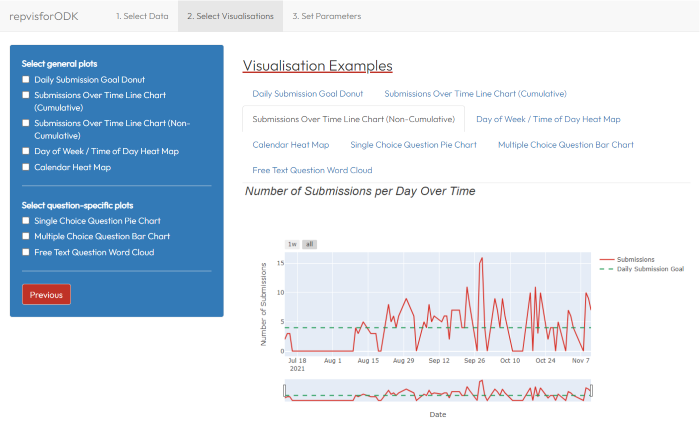 repvisforODK
1. Select Data
2. Select Visualisations
3. Set Parameters
Select general plots
Daily Submission Goal Donut
Submissions Over Time Line Chart
(Cumulative)
Submissions Over Time Line Chart (Non-
Cumulative)
Day of Week / Time of Day Heat Map
Calendar Heat Map
Select question-specific plots
Single Choice Question Pie Chart
Multiple Choice Question Bar Chart
Free Text Question Word Cloud
Previous
Visualisation Examples
Daily Submission Goal Donut
Submissions Over Time Line Chart (Cumulative)
Submissions Over Time Line Chart (Non-Cumulative)
Day of Week / Time of Day Heat Map
Calendar Heat Map
Single Choice Question Pie Chart
Multiple Choice Question Bar Chart
Free Text Question Word Cloud
Number of Submissions per Day Over Time
1w
all
Submissions
Daily Submission Goal
Number of Submissions
15
10
5
0
Jul 18
2021
Aug 1
Aug 15
Aug 29
Sep 12
Sep 26
Oct 10
Oct 24
Nov 7
Date